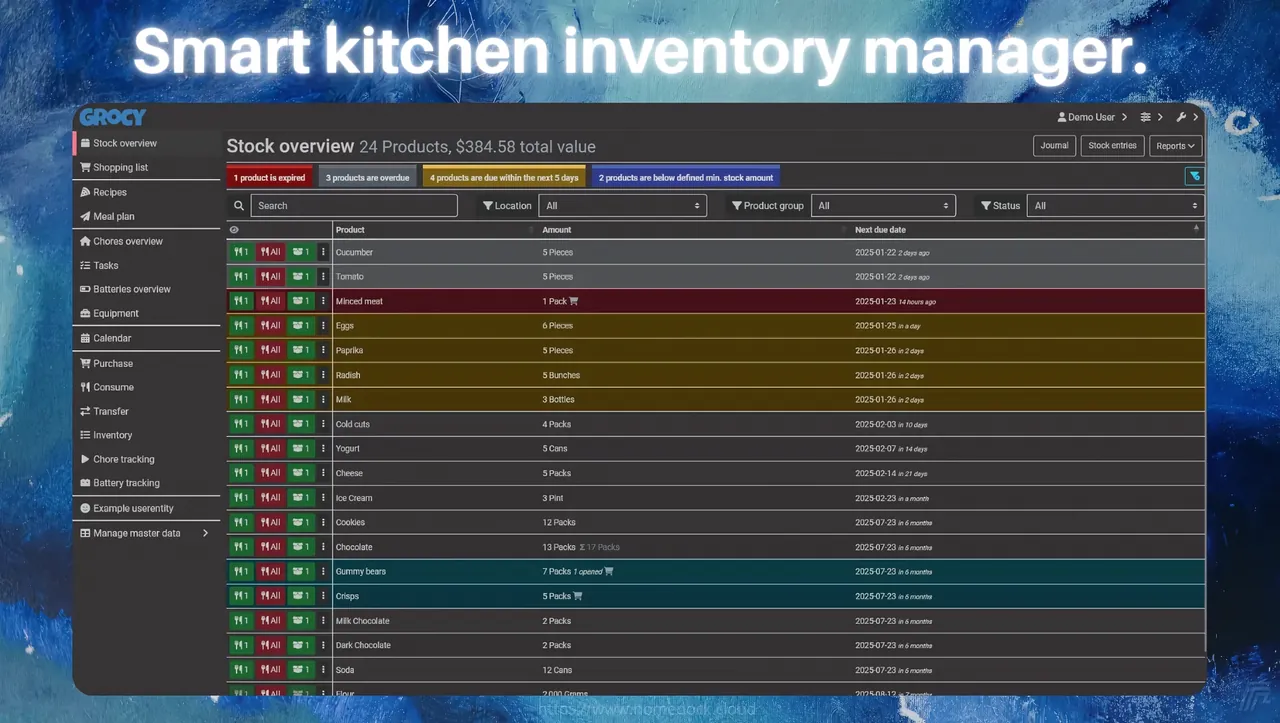 Smart kitchen inventory manager.
GROCY
Demo User
Stock overview
Shopping list
Recipes
Meal plan
Chores overview
Tasks
Batteries overview
Equipment
Calendar
Purchase
Consume
Transfer
Inventory
Chore tracking
Battery tracking
Example userentity
Manage master data
Stock overview 24 Products, $384.58 total value
Journal Stock entries Reports
1 product is expired 3 products are overdue 4 products are due within the next 5 days 2 products are below defined min. stock amount
Search Location All Product group All Status All
Product Amount Next due date
1 All 1 Cucumber 5 Pieces 2025-01-22 2 days ago
1 All 1 Tomato 5 Pieces 2025-01-22 2 days ago
1 All 1 Minced meat 1 Pack 2025-01-23 14 hours ago
1 All 1 Eggs 6 Pieces 2025-01-25 in a day
1 All 1 Paprika 5 Pieces 2025-01-26 in 2 days
1 All 1 Radish 5 Bunches 2025-01-26 in 2 days
1 All 1 Milk 3 Bottles 2025-01-26 in 2 days
1 All 1 Cold cuts 4 Packs 2025-02-03 in 10 days
1 All 1 Yogurt 5 Cans 2025-02-07 in 14 days
1 All 1 Cheese 5 Packs 2025-02-14 in 21 days
1 All 1 Ice Cream 3 Pint 2025-02-23 in a month
1 All 1 Cookies 12 Packs 2025-07-23 in 6 months
1 All 1 Chocolate 13 Packs Σ 17 Packs 2025-07-23 in 6 months
1 All 1 Gummy bears 7 Packs 1 opened 2025-07-23 in 6 months
1 All 1 Crisps 5 Packs 2025-07-23 in 6 months
1 All 1 Milk Chocolate 2 Packs 2025-07-23 in 6 months
1 All 1 Dark Chocolate 2 Packs 2025-07-23 in 6 months
1 All 1 Soda 12 Cans 2025-07-23 in 6 months
1 All 1 Flour 2000 Grams 2025-08-12 in 7 months
https://www.homedock.cloud